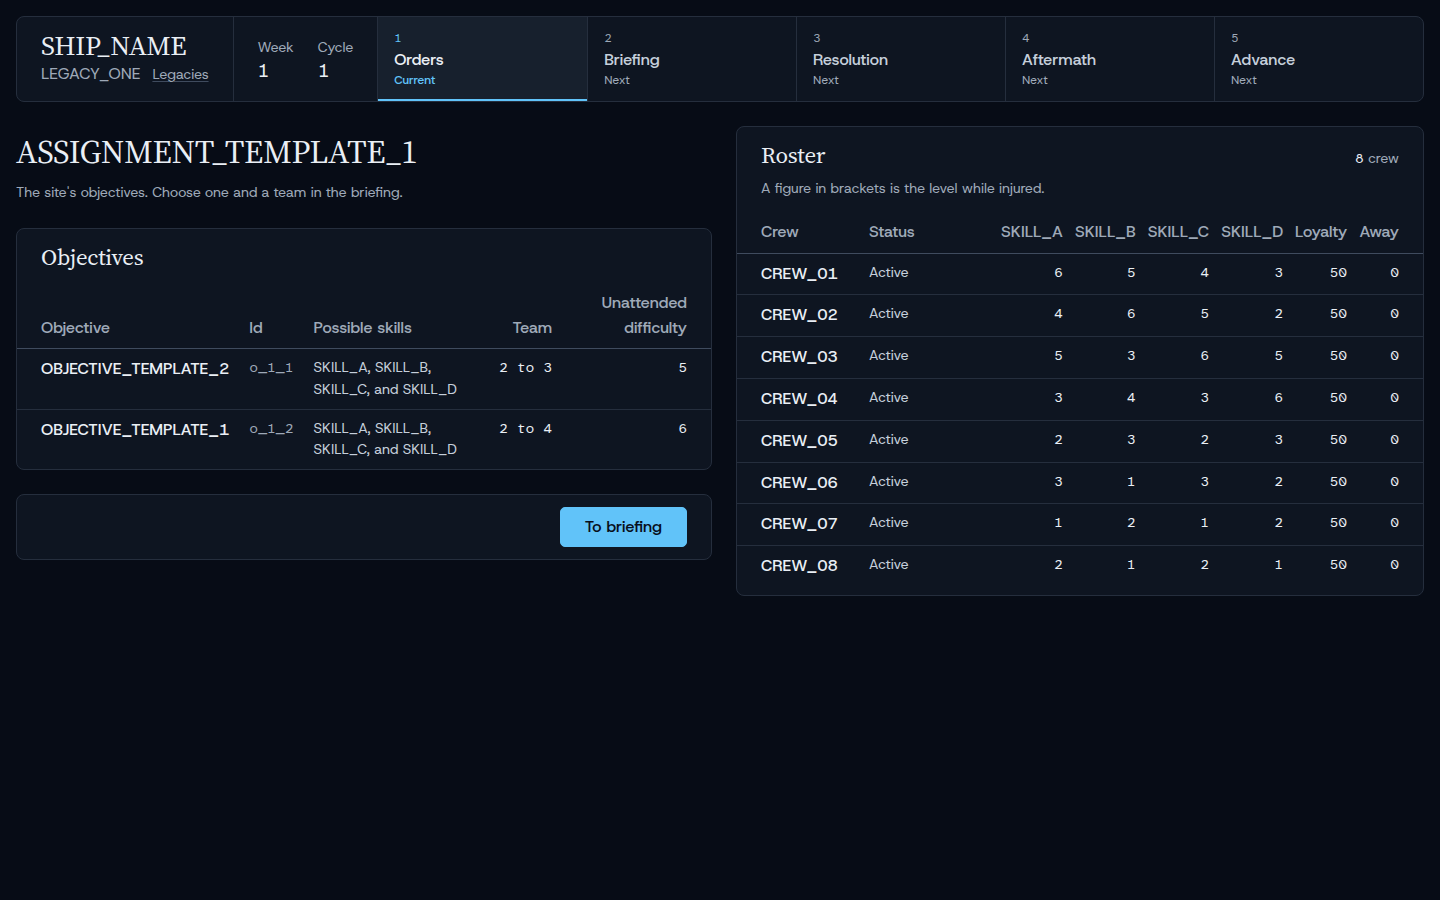 SHIP_NAME
LEGACY_ONE Legacies
Week Cycle
1 1
1
Orders
Current
2
Briefing
Next
3
Resolution
Next
4
Aftermath
Next
5
Advance
Next
ASSIGNMENT_TEMPLATE_1
The site's objectives. Choose one and a team in the briefing.
Objectives
Objective Id Possible skills Team Unattended difficulty
OBJECTIVE_TEMPLATE_2 o_1_1 SKILL_A, SKILL_B, 2 to 3 5
SKILL_C, and SKILL_D
OBJECTIVE_TEMPLATE_1 o_1_2 SKILL_A, SKILL_B, 2 to 4 6
SKILL_C, and SKILL_D
To briefing
Roster 8 crew
A figure in brackets is the level while injured.
Crew Status SKILL_A SKILL_B SKILL_C SKILL_D Loyalty Away
CREW_01 Active 6 5 4 3 50 0
CREW_02 Active 4 6 5 2 50 0
CREW_03 Active 5 3 6 5 50 0
CREW_04 Active 3 4 3 6 50 0
CREW_05 Active 2 3 2 3 50 0
CREW_06 Active 3 1 3 2 50 0
CREW_07 Active 1 2 1 2 50 0
CREW_08 Active 2 1 2 1 50 0